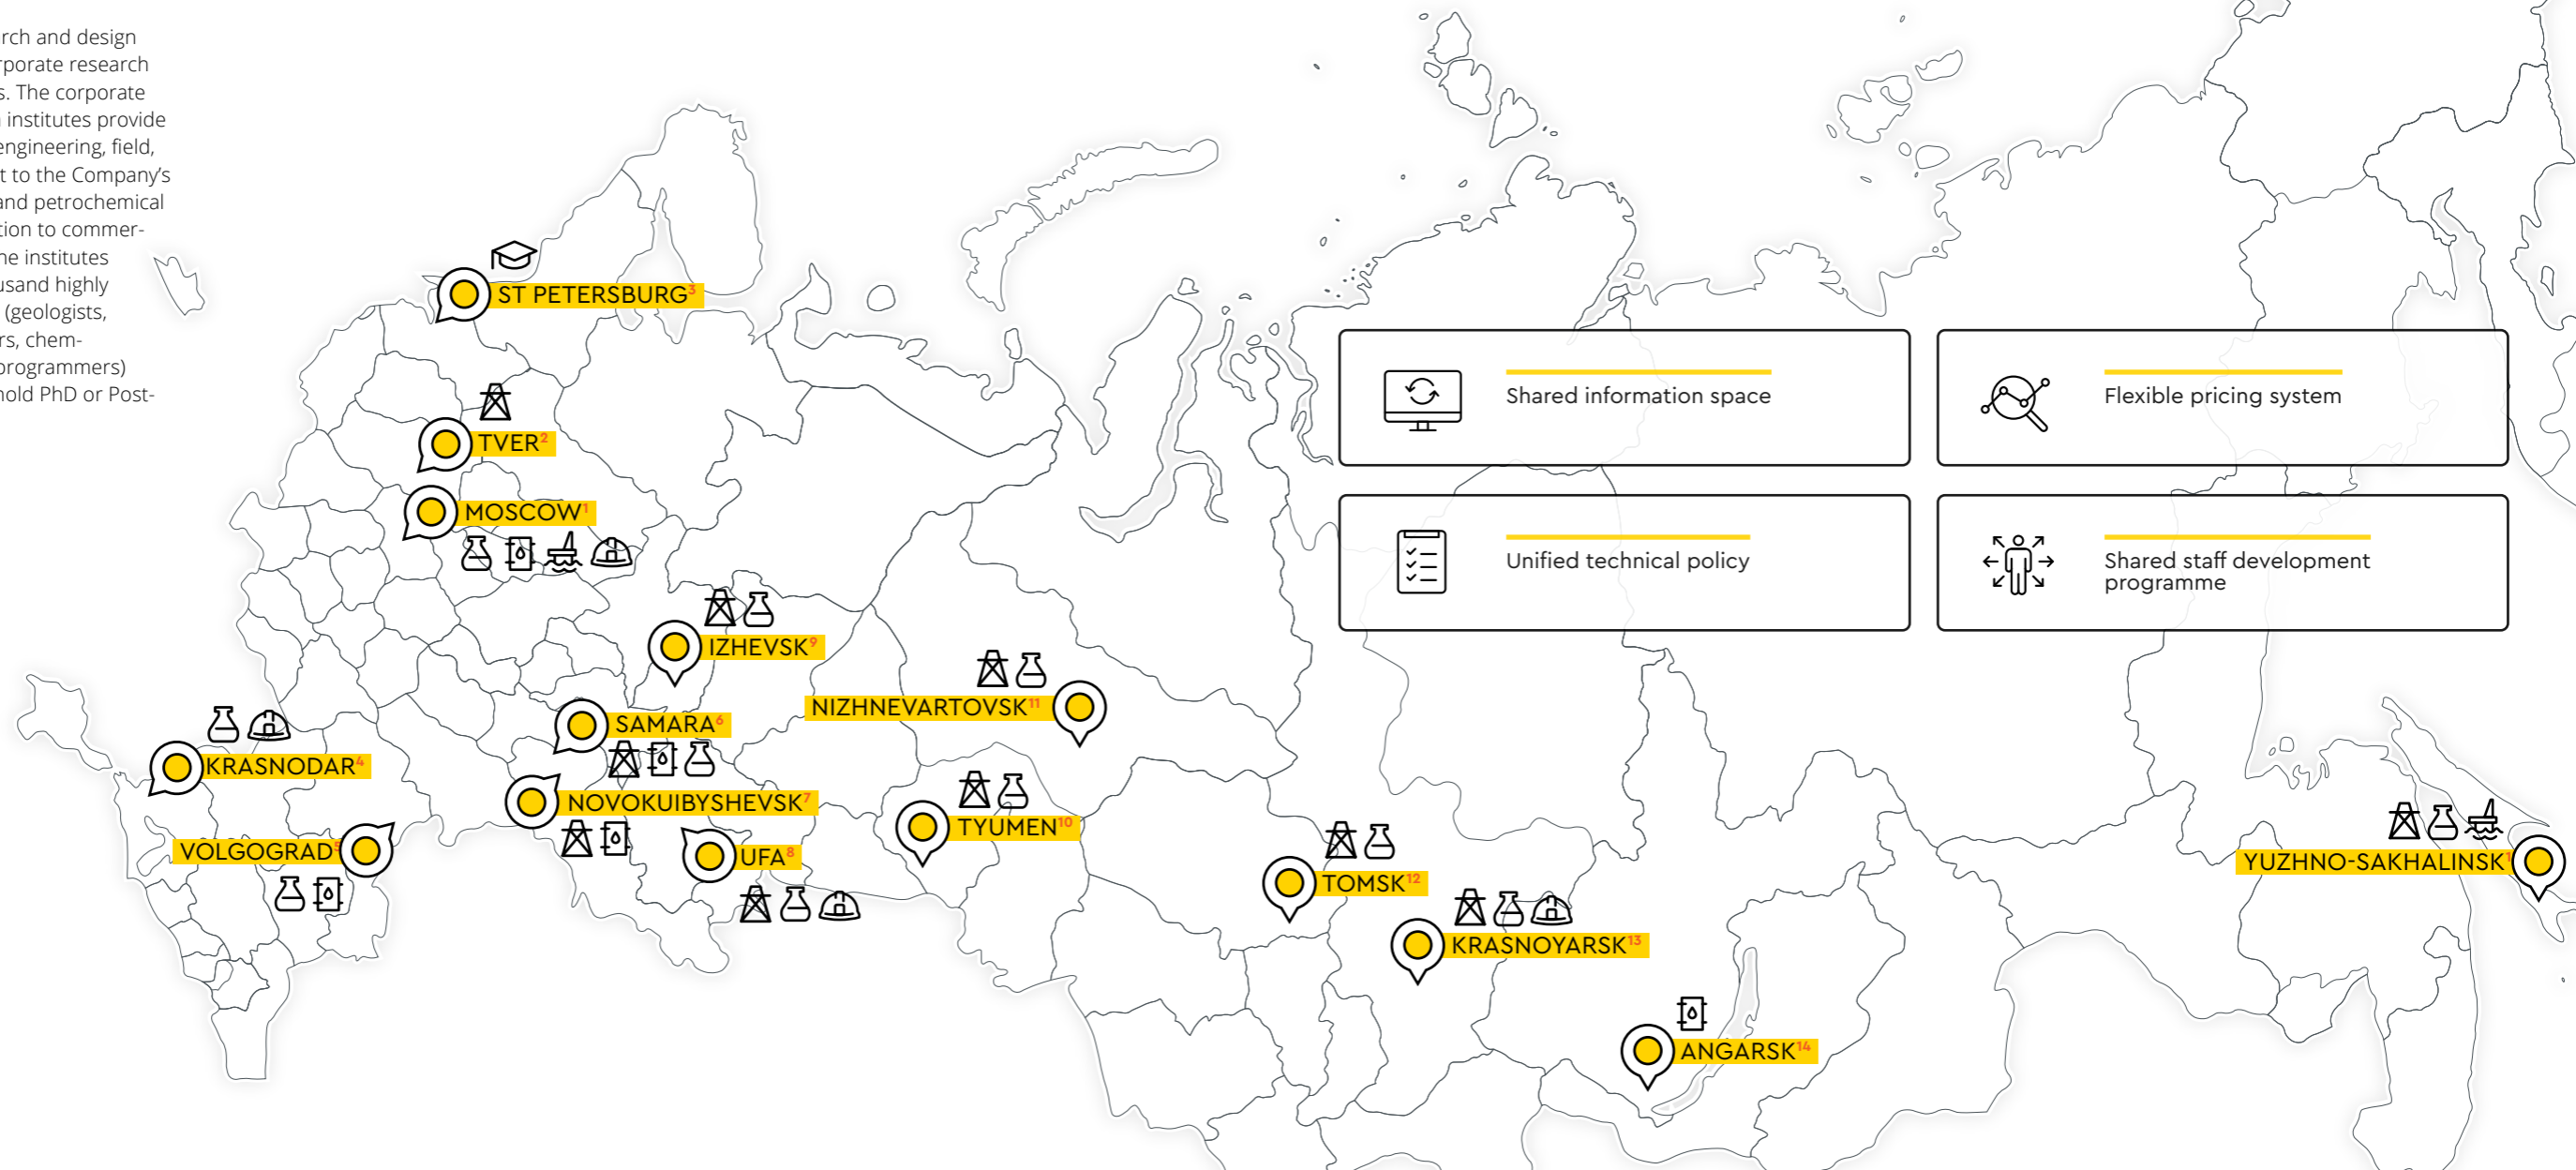 rch and design
rporate research
s. The corporate
institutes provide
engineering, field,
t to the Company's
and petrochemical
tion to commer-
ne institutes
usand highly
(geologists,
rs, chem-
programmers)
hold PhD or Post-
ST PETERSBURG3
TVER2
MOSCOW1
IZHEVSK9
NIZHNEVARTOVSK11
SAMARA6
KRASNODAR4
NOVOKUIBYSHEVSK7
TYUMEN10
VOLGOGRAD5
UFA8
TOMSK12
KRASNOYARSK13
ANGARSK14
YUZHNO-SAKHALINSK1
Shared information space
Flexible pricing system
Unified technical policy
Shared staff development
programme